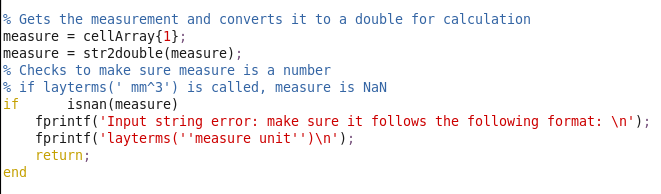 % Gets the measurement and converts it to a double for calculation
measure = cellArray{1};
measure = str2double(measure);
% Checks to make sure measure is a number
% if layterms(' mm^3') is called, measure is NaN
if      isnan(measure)
    fprintf('Input string error: make sure it follows the following format: \n');
    fprintf('layterms(''measure unit'')\n');
    return;
end